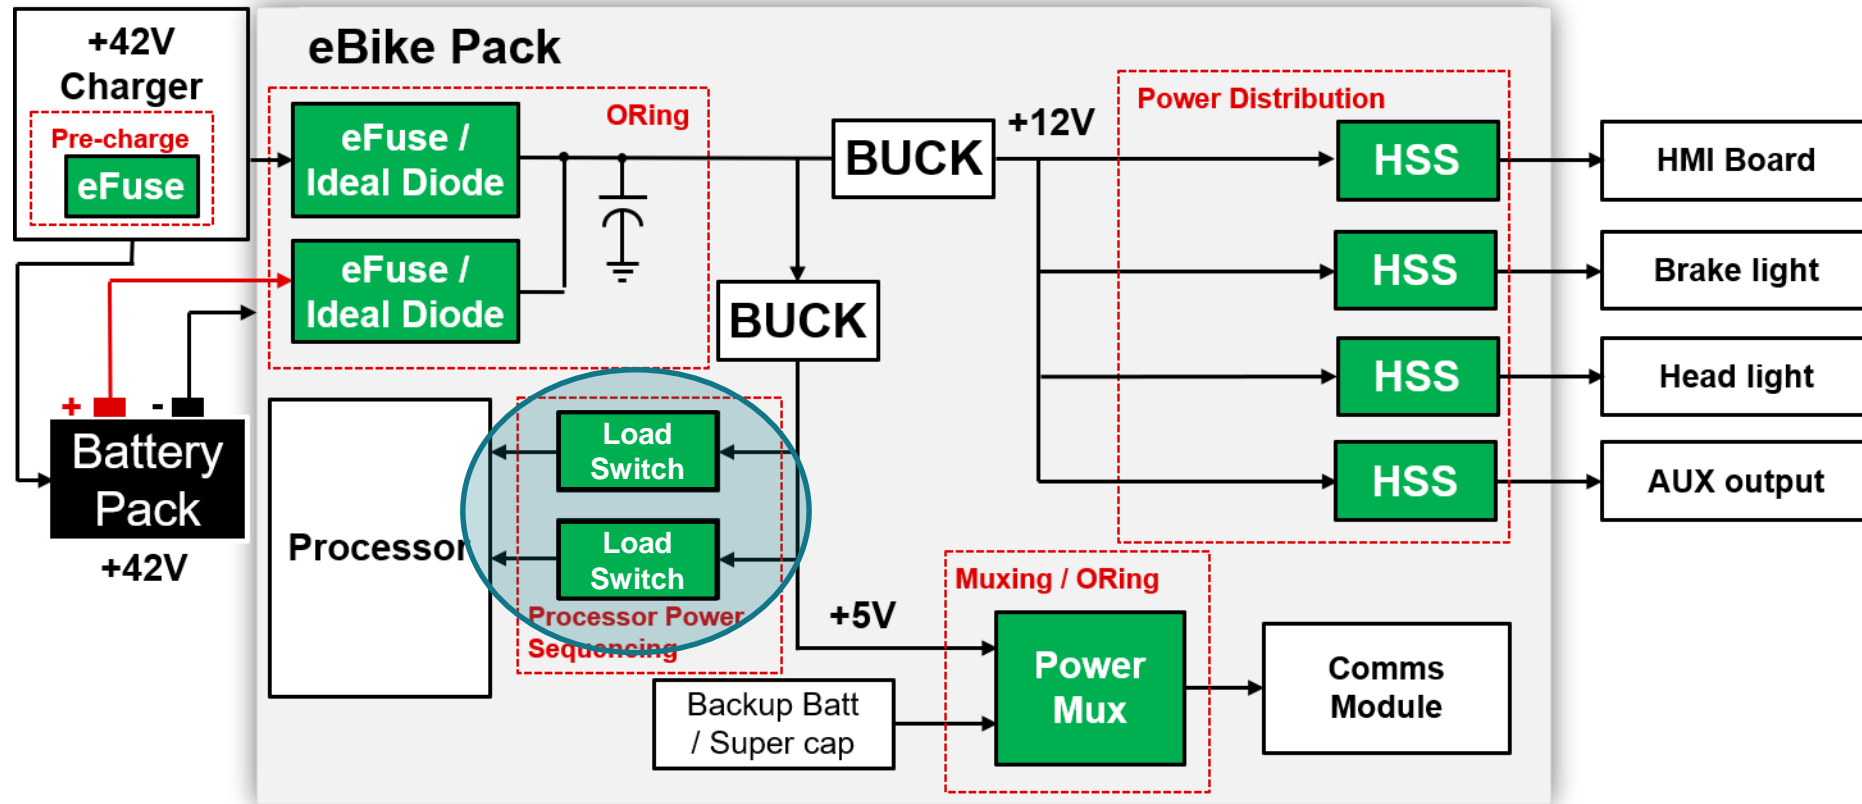 eBike Pack
+42V
Charger
Pre-charge
eFuse
ORing
eFuse /
Ideal Diode
eFuse /
Ideal Diode
+ -
Battery
Pack
+42V
BUCK
+12V
BUCK
Power Distribution
HSS
HMI Board
HSS
Brake light
HSS
Head light
HSS
AUX output
Processor
Load
Switch
Load
Switch
Processor Power
Sequencing
+5V
Backup Batt
/ Super cap
Muxing / ORing
Power
Mux
Comms
Module